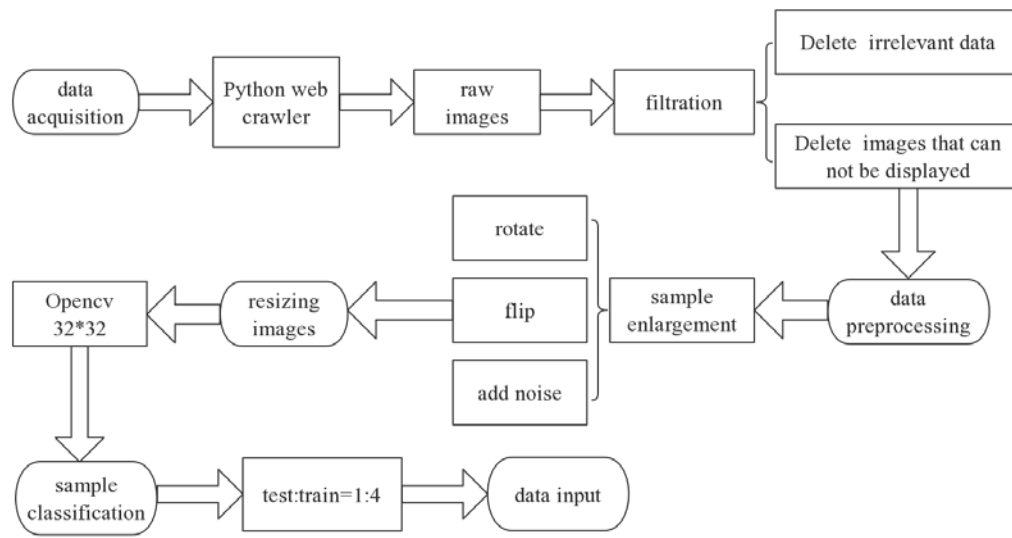 data
acquisition
Python web
crawler
raw
images
filtration
Delete irrelevant data
Delete images that can
not be displayed
data
preprocessing
sample
enlargement
rotate
flip
add noise
resizing
images
Opencv
32*32
sample
classification
test:train=1:4
data input